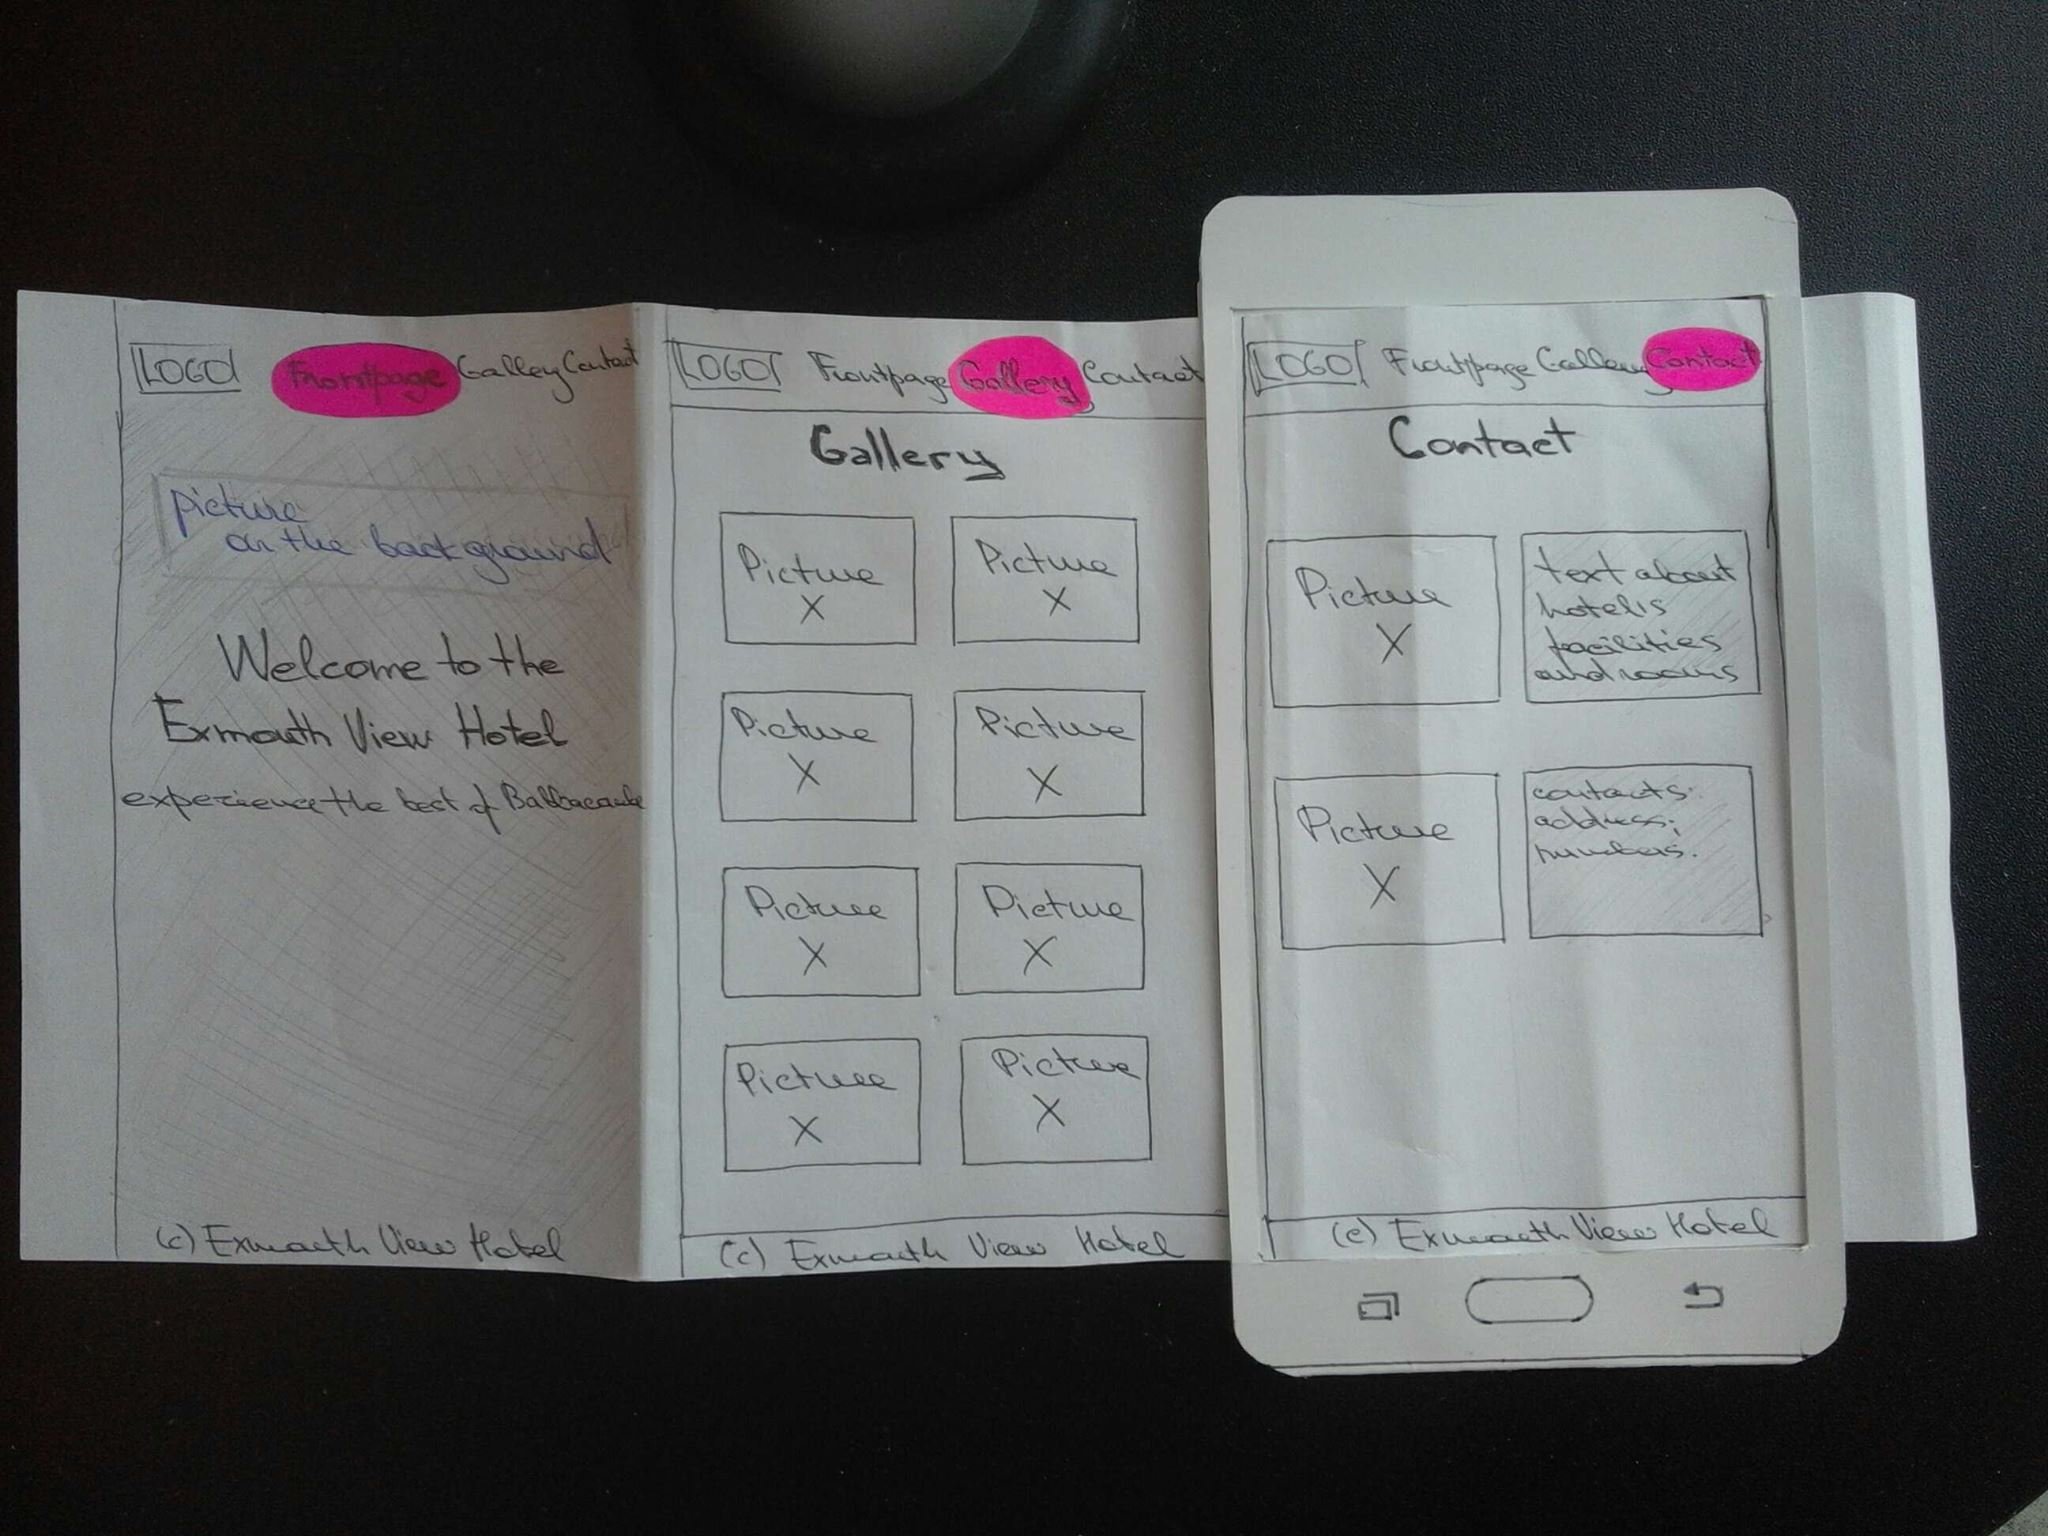 LOGO Frontpage Gallery Contact
picture
on the background
Welcome to the
Exmouth View Hotel
experience the best of Babbacombe
(c) Exmouth View Hotel
LOGO Frontpage Gallery Contact
Gallery
Picture Picture
X X
Picture Picture
X X
Picture Picture
X X
Picture Picture
X X
(c) Exmouth View Hotel
LOGO Frontpage Gallery Contact
Contact
Picture
X
text about
hotel's
facilities
and rooms
Picture
X
contacts:
address;
numbers.
(c) Exmouth View Hotel